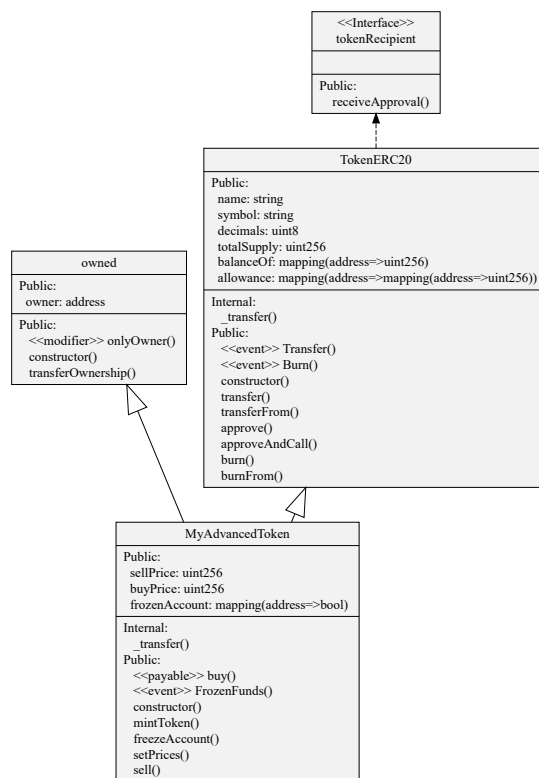 <<Interface>>
tokenRecipient
Public:
receiveApproval()
TokenERC20
Public:
name: string
symbol: string
decimals: uint8
totalSupply: uint256
balanceOf: mapping(address=>uint256)
allowance: mapping(address=>mapping(address=>uint256))
Internal:
_transfer()
Public:
<<event>> Transfer()
<<event>> Burn()
constructor()
transfer()
transferFrom()
approve()
approveAndCall()
burn()
burnFrom()
owned
Public:
owner: address
Public:
<<modifier>> onlyOwner()
constructor()
transferOwnership()
MyAdvancedToken
Public:
sellPrice: uint256
buyPrice: uint256
frozenAccount: mapping(address=>bool)
Internal:
_transfer()
Public:
<<payable>> buy()
<<event>> FrozenFunds()
constructor()
mintToken()
freezeAccount()
setPrices()
sell()